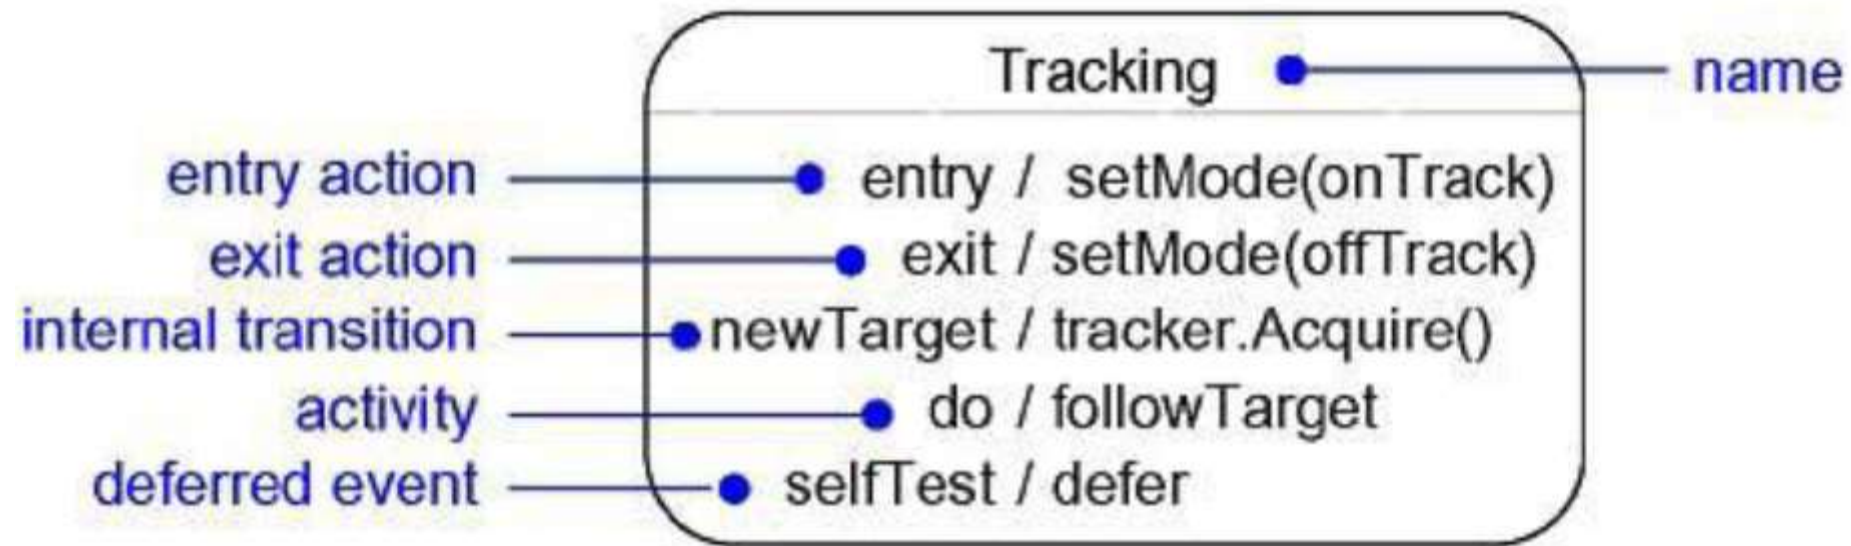 Tracking name
entry action entry / setMode(onTrack)
exit action exit / setMode(offTrack)
internal transition newTarget / tracker.Acquire()
activity do / followTarget
deferred event selfTest / defer